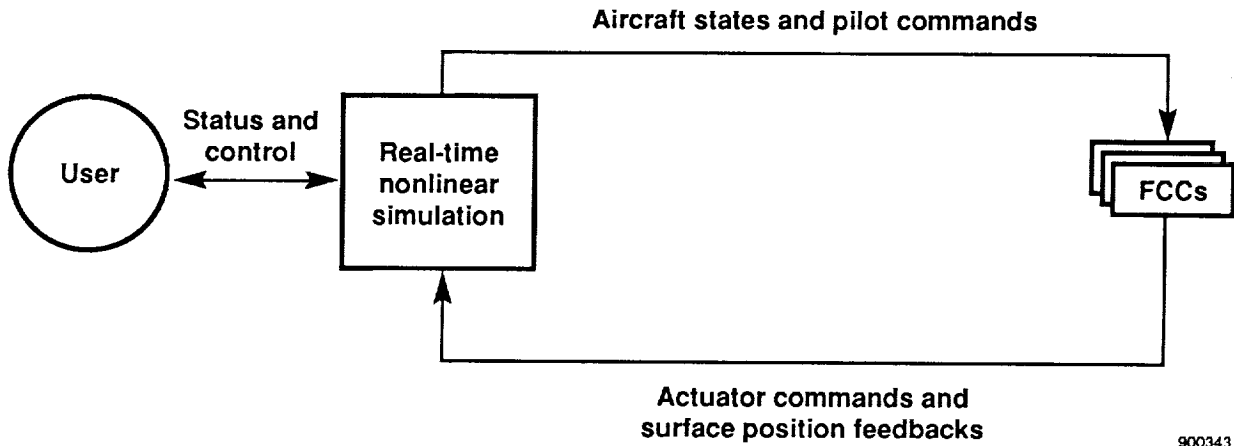 Aircraft states and pilot commands
Status and
control
User
Real-time
nonlinear
simulation
FCCs
Actuator commands and
surface position feedbacks
900343